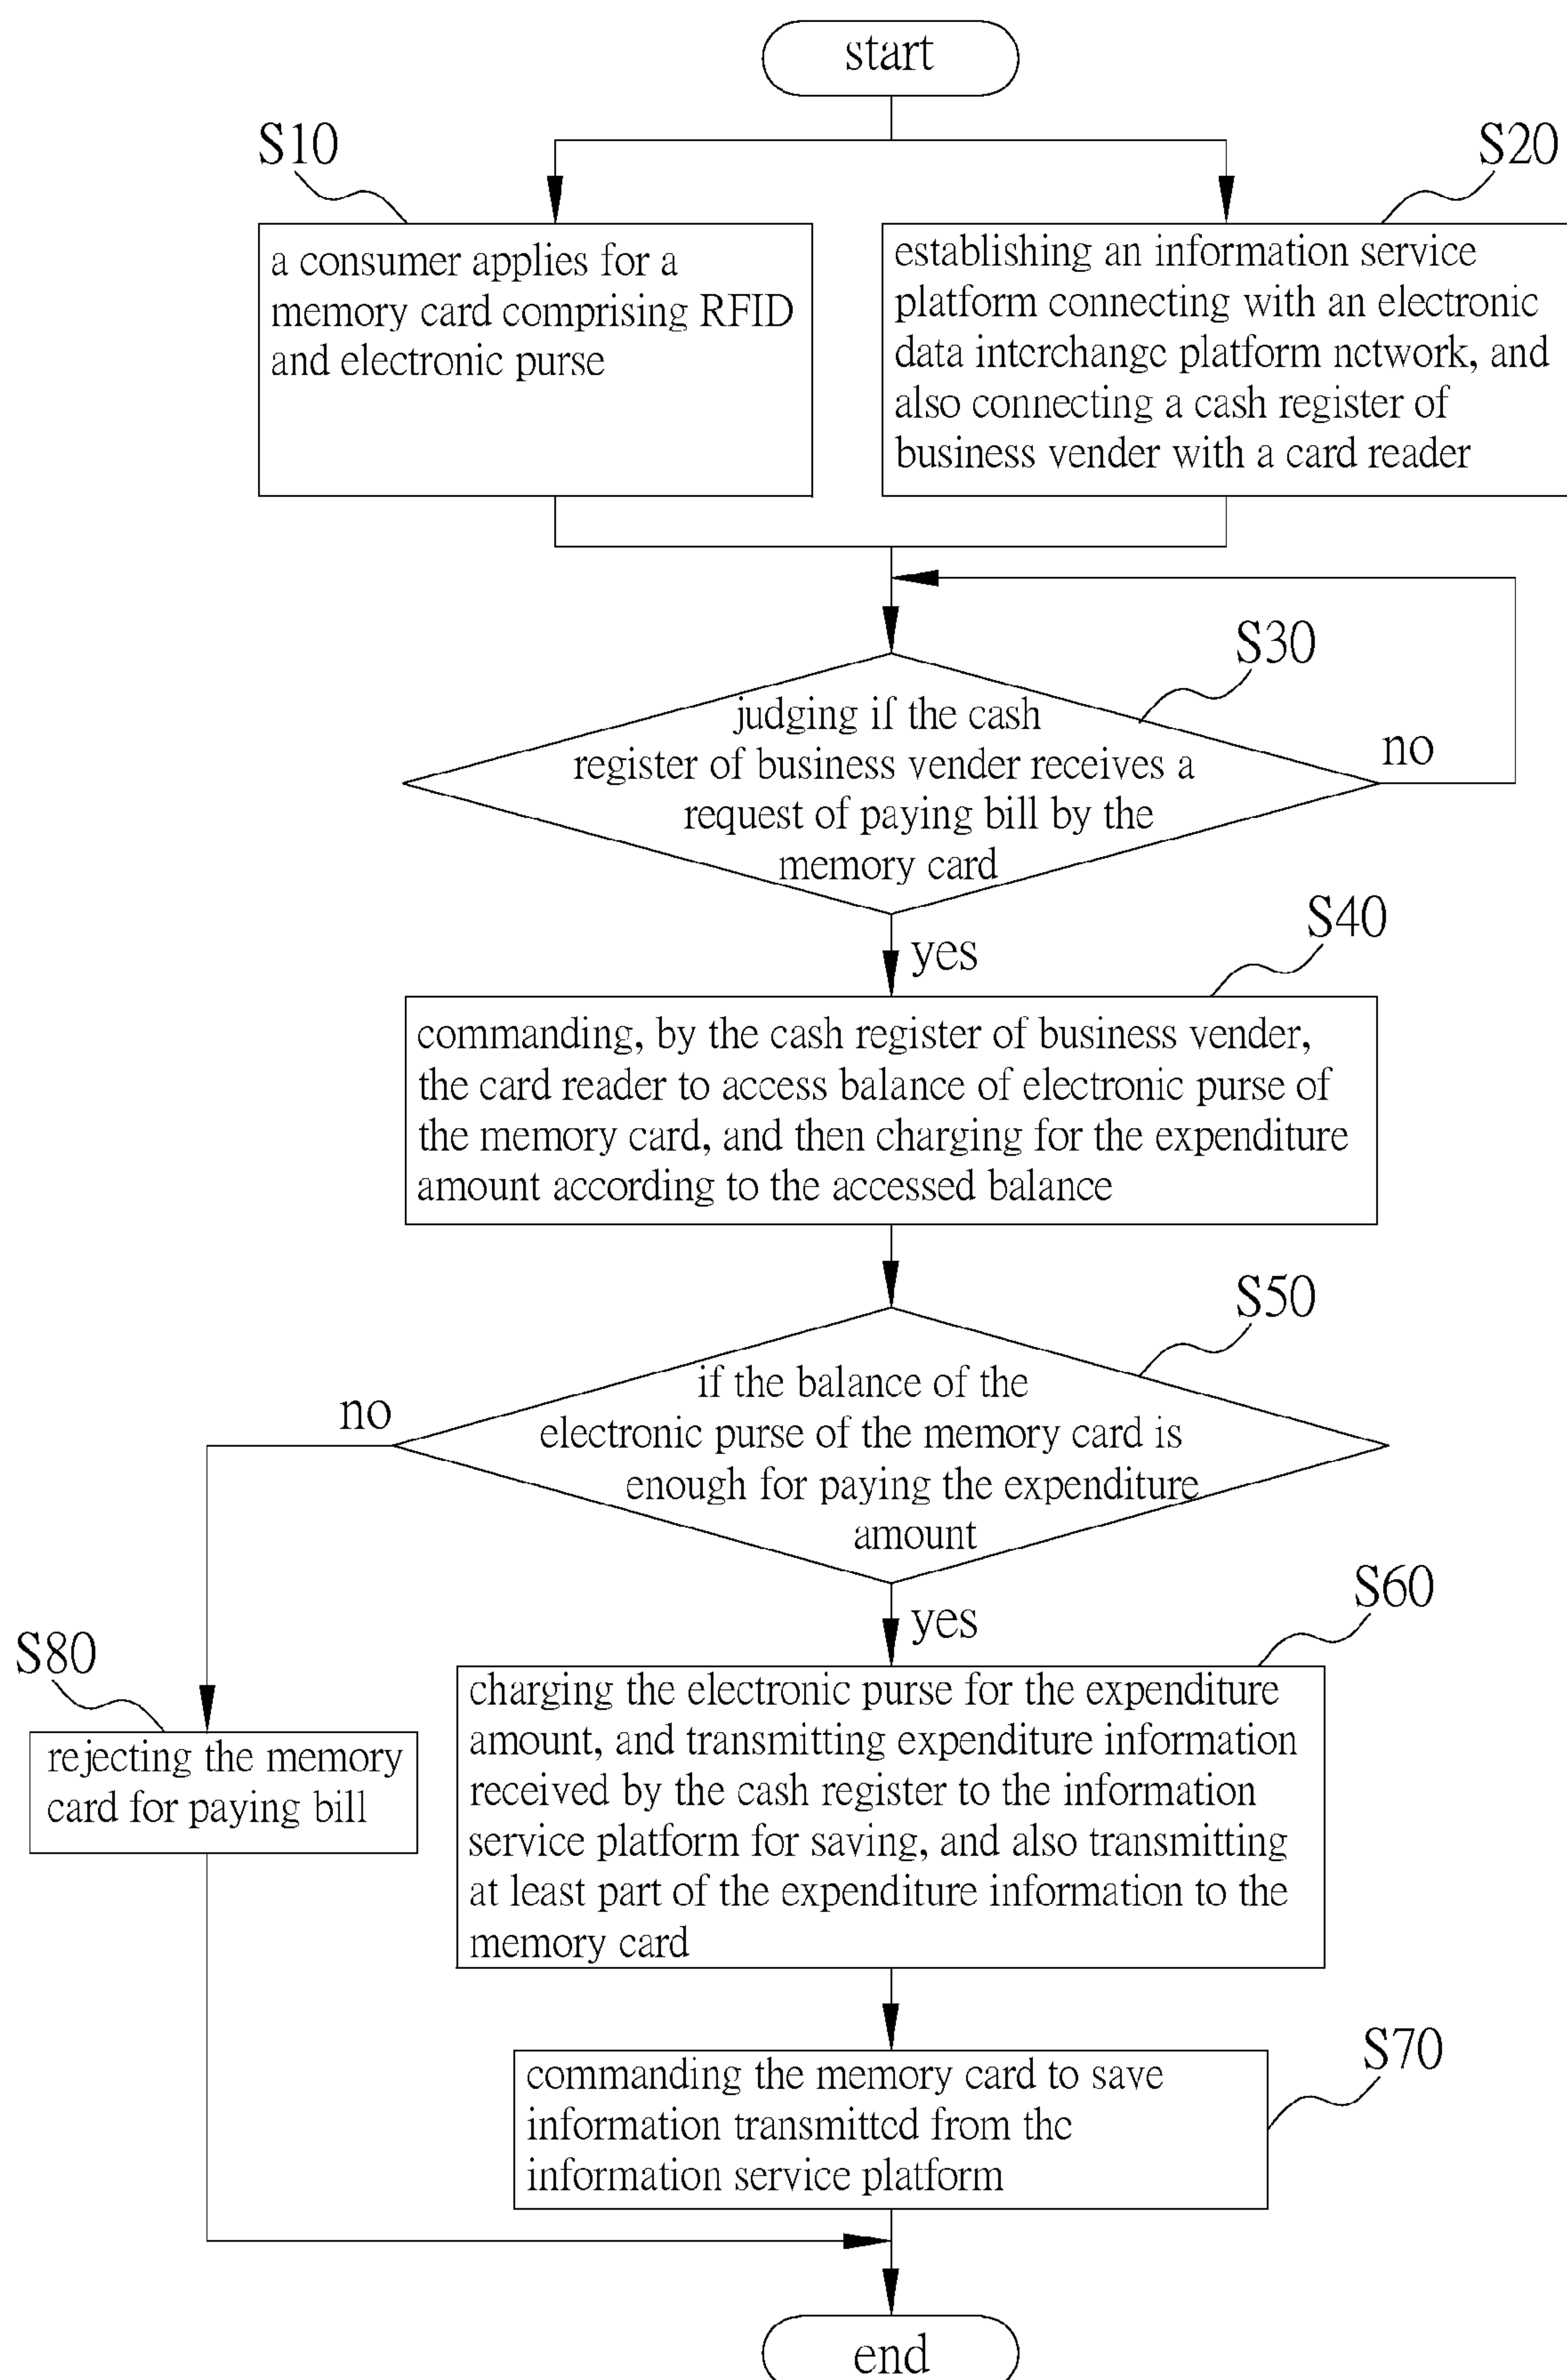 start
S10
S20
a consumer applies for a
memory card comprising RFID
and electronic purse
establishing an information service
platform connecting with an electronic
data interchange platform network, and
also connecting a cash register of
business vender with a card reader
S30
judging if the cash
register of business vender receives a
request of paying bill by the
memory card
no
yes
S40
commanding, by the cash register of business vender,
the card reader to access balance of electronic purse of
the memory card, and then charging for the expenditure
amount according to the accessed balance
S50
if the balance of the
electronic purse of the memory card is
enough for paying the expenditure
amount
no
yes
S60
S80
rejecting the memory
card for paying bill
charging the electronic purse for the expenditure
amount, and transmitting expenditure information
received by the cash register to the information
service platform for saving, and also transmitting
at least part of the expenditure information to the
memory card
S70
commanding the memory card to save
information transmitted from the
information service platform
end